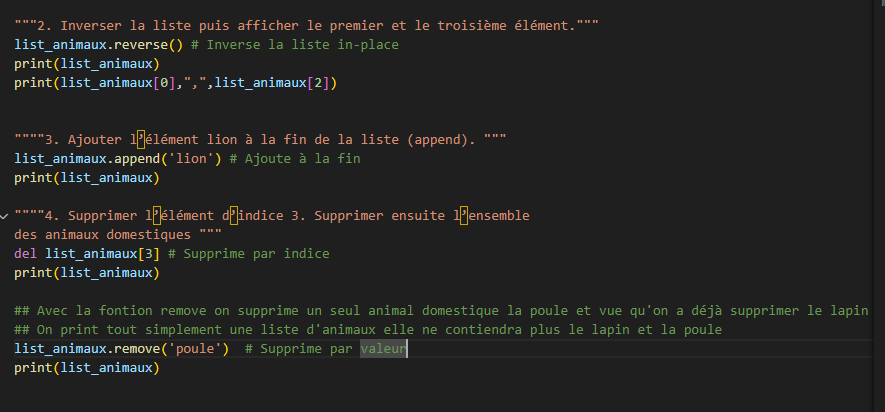 """2. Inverser la liste puis afficher le premier et le troisième élément."""
list_animaux.reverse() # Inverse la liste in-place
print(list_animaux)
print(list_animaux[0],",",list_animaux[2])
""""3. Ajouter l’élément lion à la fin de la liste (append). """
list_animaux.append('lion') # Ajoute à la fin
print(list_animaux)
""""4. Supprimer l’élément d’indice 3. Supprimer ensuite l’ensemble
des animaux domestiques """
del list_animaux[3] # Supprime par indice
print(list_animaux)
## Avec la fontion remove on supprime un seul animal domestique la poule et vue qu'on a déjà supprimer le lapin
## On print tout simplement une liste d'animaux elle ne contiendra plus le lapin et la poule
list_animaux.remove('poule')  # Supprime par valeur
print(list_animaux)